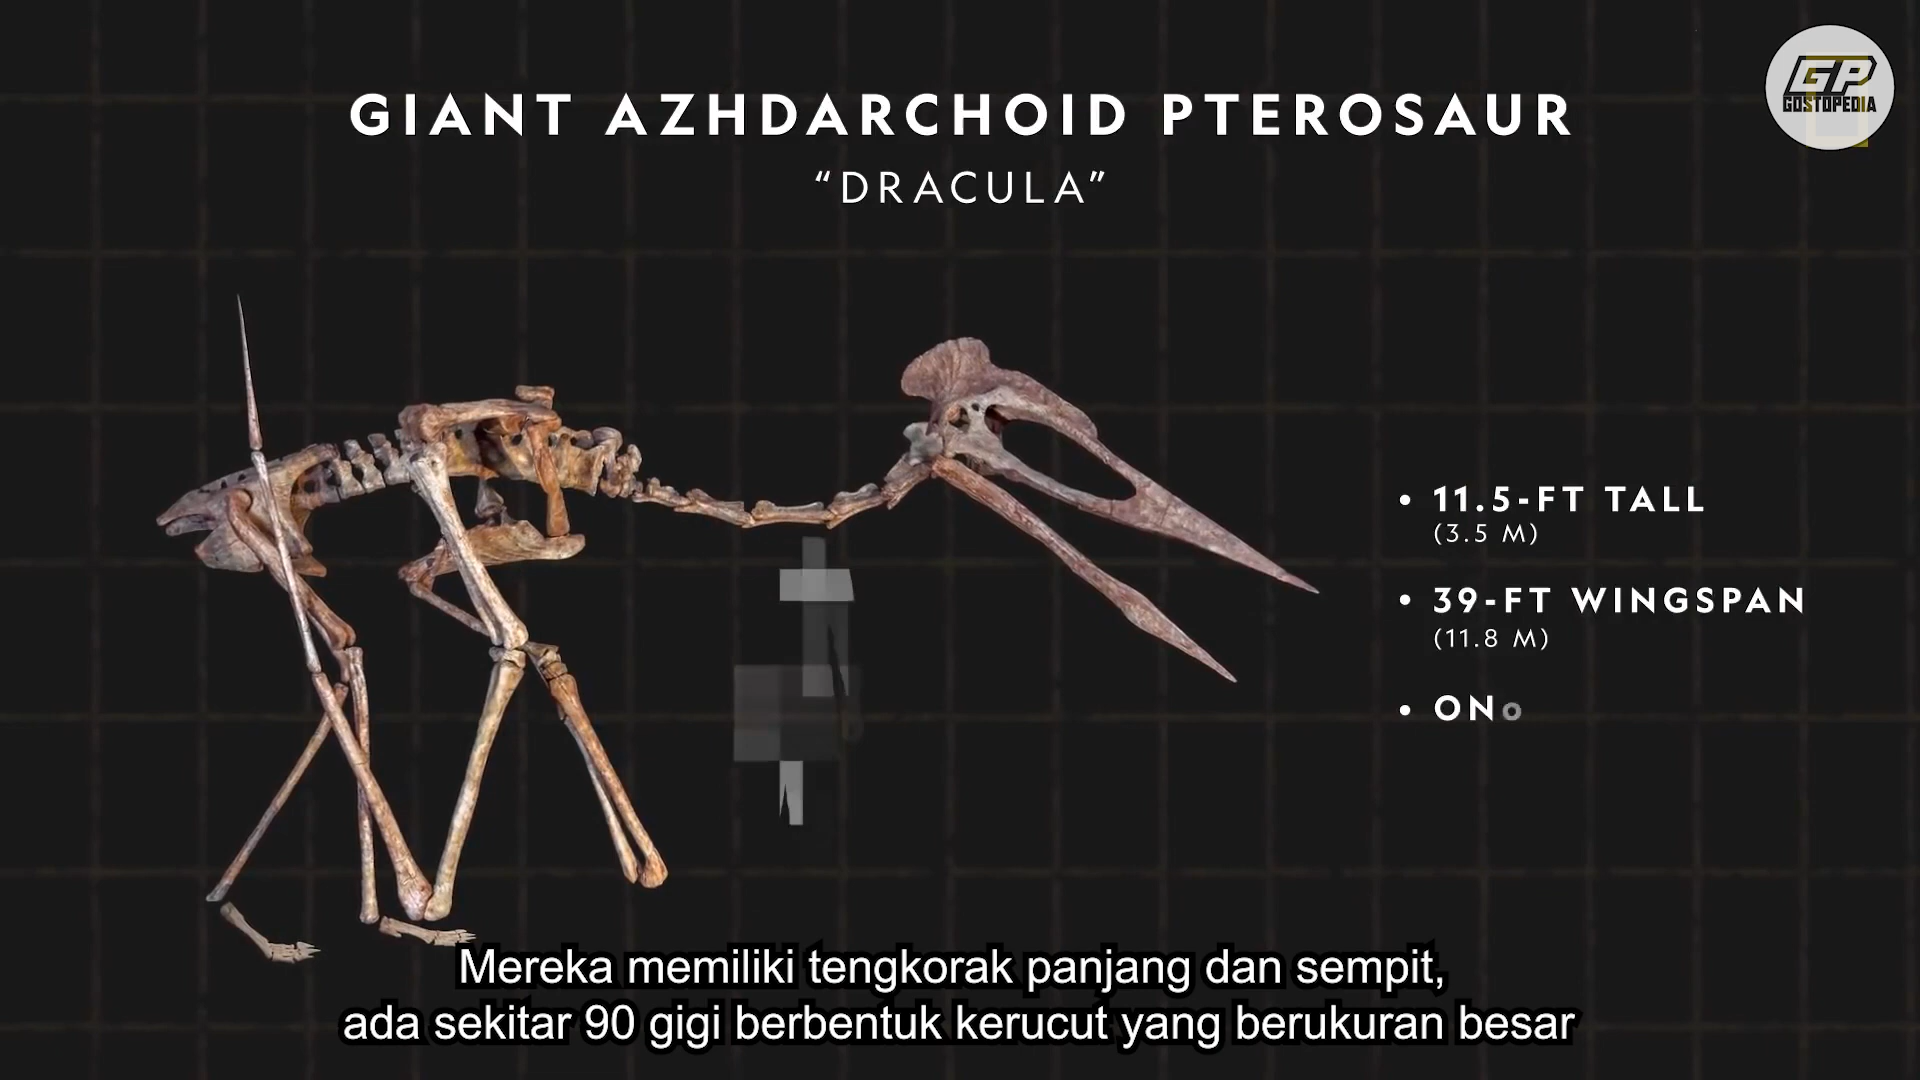 GP
GOSTOPEDIA
GIANT AZHDARCHOID PTEROSAUR
“DRACULA”
• 11.5-FT TALL
(3.5 M)
• 39-FT WINGSPAN
(11.8 M)
• ONO
Mereka memiliki tengkorak panjang dan sempit,
ada sekitar 90 gigi berbentuk kerucut yang berukuran besar